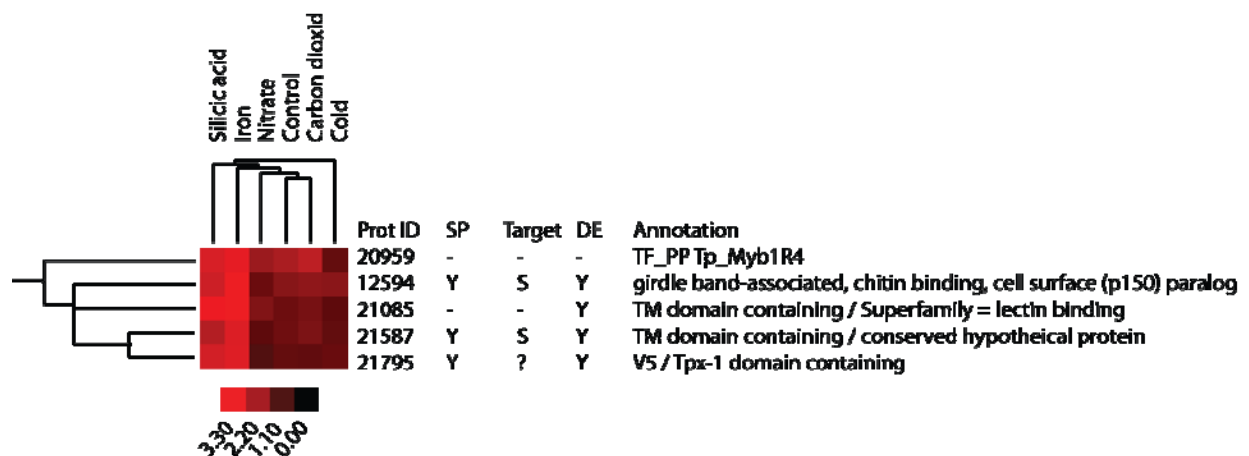 Silicic acid
Iron
Nitrate
Control
Carbon dioxid
Cold
Prot ID SP Target DE Annotation
20959 - - - TF_PP Tp_Myb1R4
12594 Y S Y girdle band-associated, chitin binding, cell surface (p150) paralog
21085 - - Y TM domain containing / Superfamily = lectin binding
21587 Y S Y TM domain containing / conserved hypotheical protein
21795 Y ? Y V5 / Tpx-1 domain containing
3.30
2.20
1.10
0.00